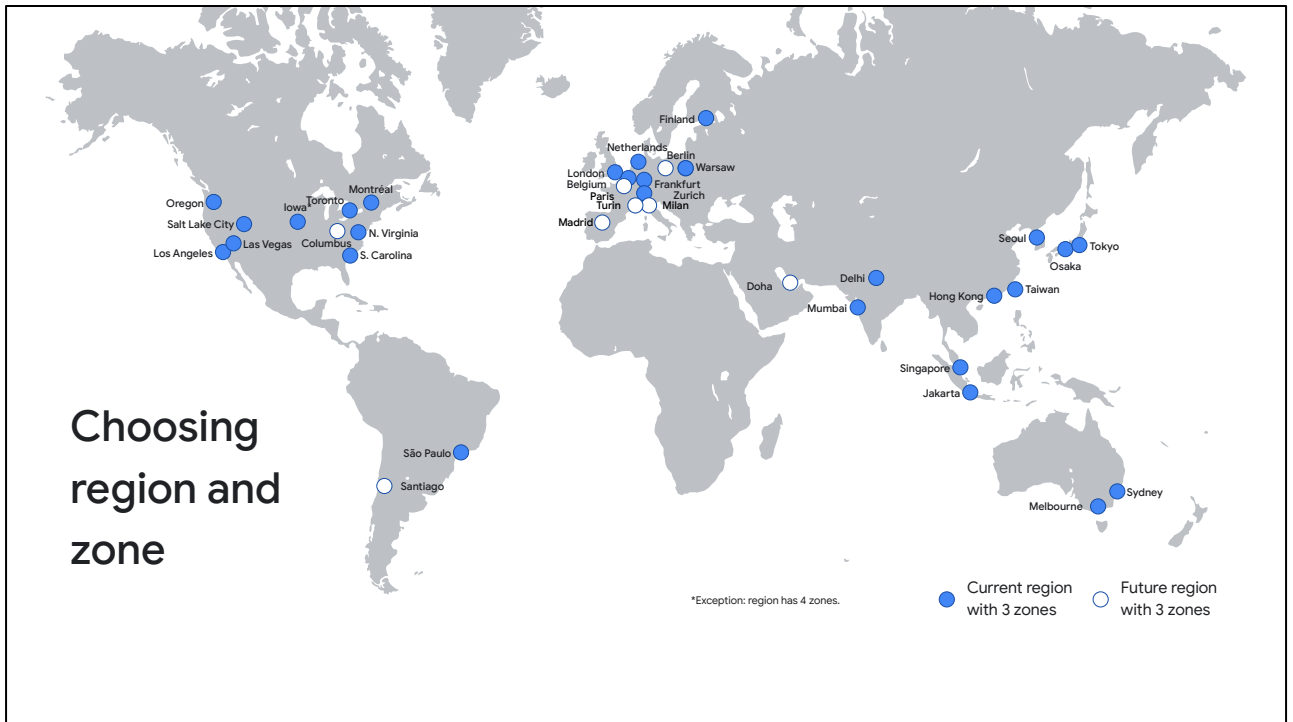 Finland
Netherlands
Berlin
London
Warsaw
Belgium
Frankfurt
Paris
Zurich
Turin
Milan
Madrid
Montréal
Oregon
Iowa*
Toronto
Salt Lake City
N. Virginia
Columbus
Las Vegas
Los Angeles
S. Carolina
Seoul
Tokyo
Osaka
Doha
Delhi
Hong Kong
Taiwan
Mumbai
Singapore
Jakarta
Choosing
region and
zone
São Paulo
Santiago
Sydney
Melbourne
*Exception: region has 4 zones.
Current region
with 3 zones
Future region
with 3 zones